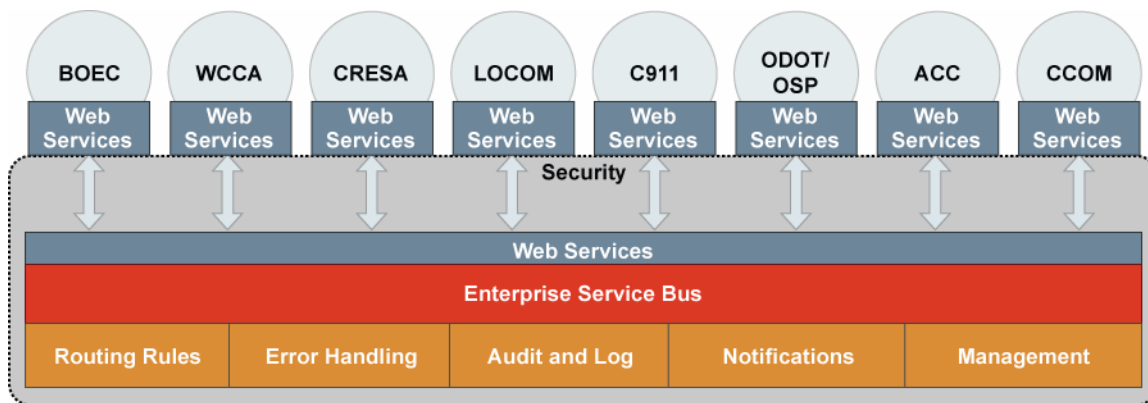 BOEC
WCCA
CRESA
LOCOM
C911
ODOT/
OSP
ACC
CCOM
Web
Services
Web
Services
Web
Services
Web
Services
Web
Services
Web
Services
Web
Services
Web
Services
Security
Web Services
Enterprise Service Bus
Routing Rules
Error Handling
Audit and Log
Notifications
Management